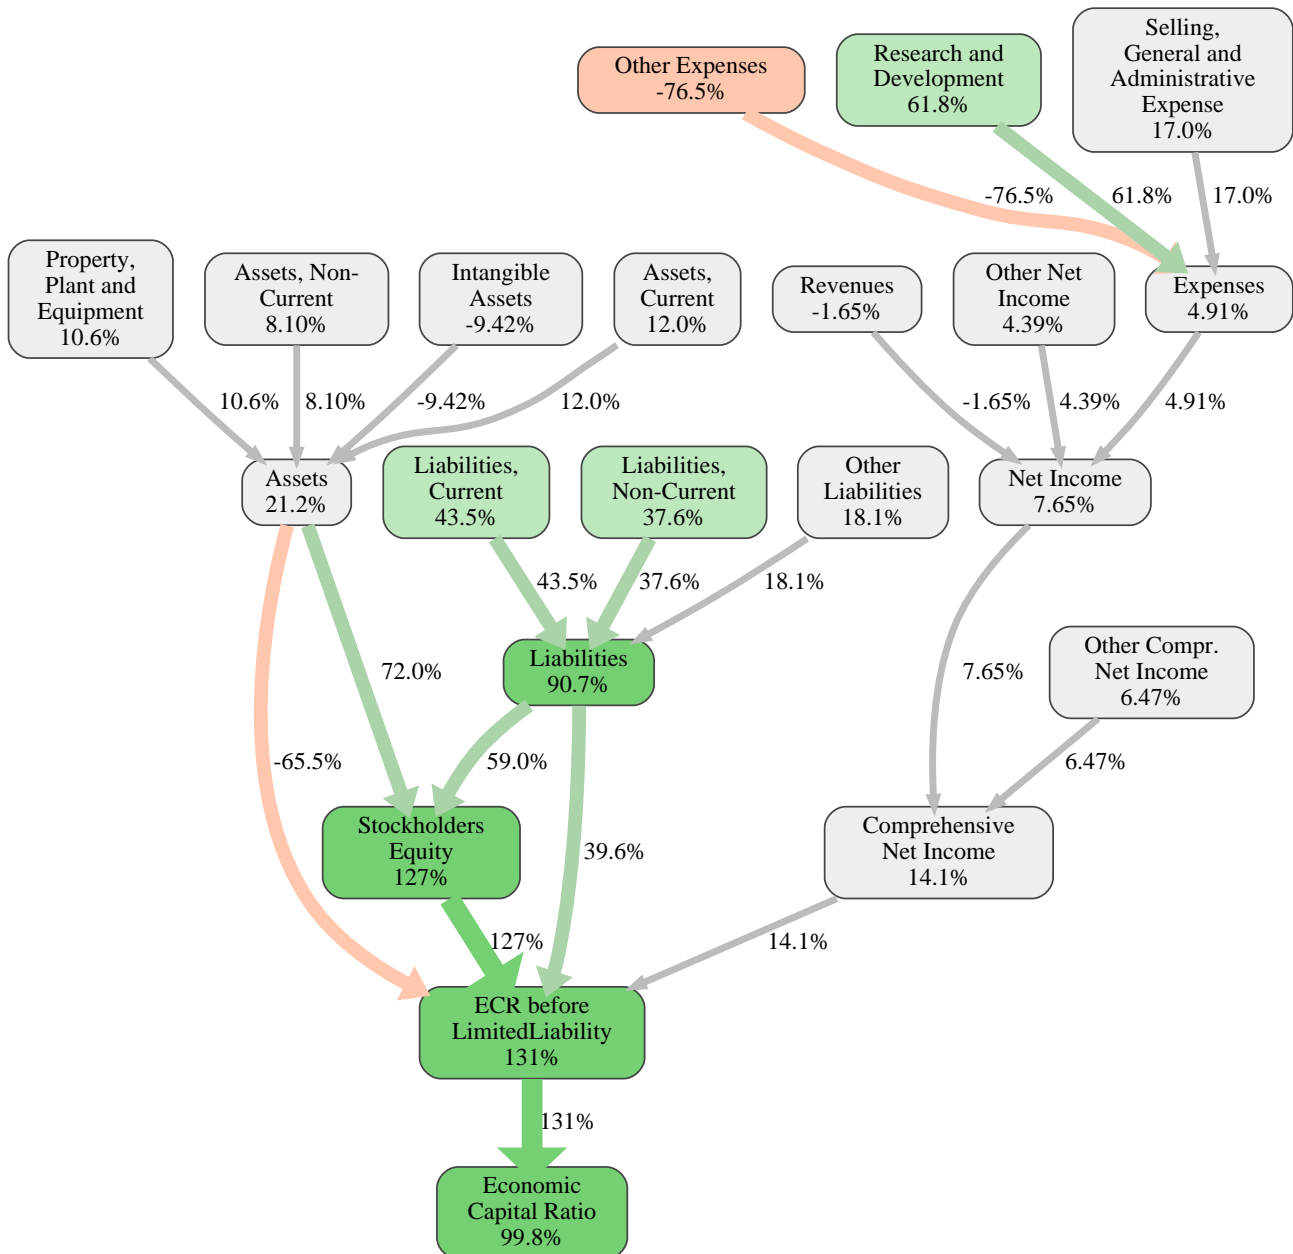 Selling,
General and
Administrative
Expense
17.0%
Research and
Development
61.8%
Other Expenses
-76.5%
-76.5%
61.8%
17.0%
Property,
Plant and
Equipment
10.6%
Assets, Non-
Current
8.10%
Intangible
Assets
-9.42%
Assets,
Current
12.0%
Revenues
-1.65%
Other Net
Income
4.39%
Expenses
4.91%
10.6%
8.10%
-9.42%
12.0%
-1.65%
4.39%
4.91%
Assets
21.2%
Liabilities,
Current
43.5%
Liabilities,
Non-Current
37.6%
Other
Liabilities
18.1%
Net Income
7.65%
43.5%
37.6%
18.1%
Liabilities
90.7%
72.0%
7.65%
Other Compr.
Net Income
6.47%
-65.5%
59.0%
6.47%
Stockholders
Equity
127%
39.6%
Comprehensive
Net Income
14.1%
127%
14.1%
ECR before
LimitedLiability
131%
131%
Economic
Capital Ratio
99.8%